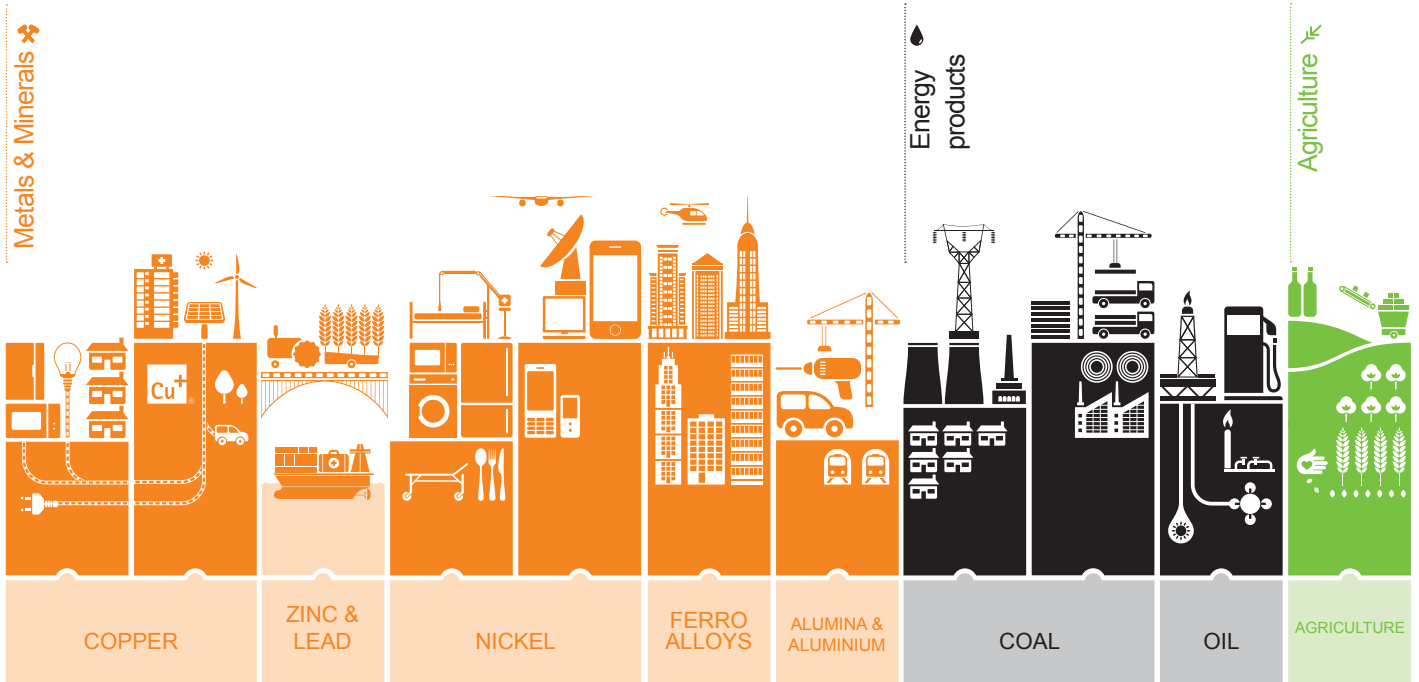 Metals & Minerals
Energy
products
Agriculture
Cu+
®
COPPER
ZINC &
LEAD
NICKEL
FERRO
ALLOYS
ALUMINA &
ALUMINIUM
COAL
OIL
AGRICULTURE